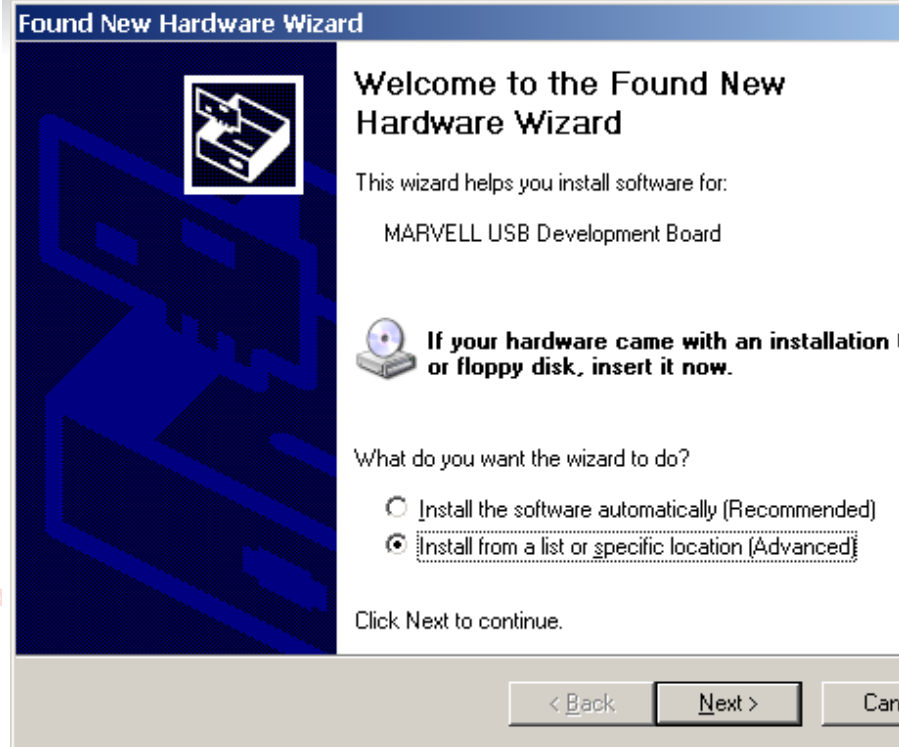 Found New Hardware Wizard
Welcome to the Found New
Hardware Wizard
This wizard helps you install software for:
MARVELL USB Development Board
If your hardware came with an installation
or floppy disk, insert it now.
What do you want the wizard to do?
Install the software automatically (Recommended)
Install from a list or specific location (Advanced)
Click Next to continue.
< Back Next > Can